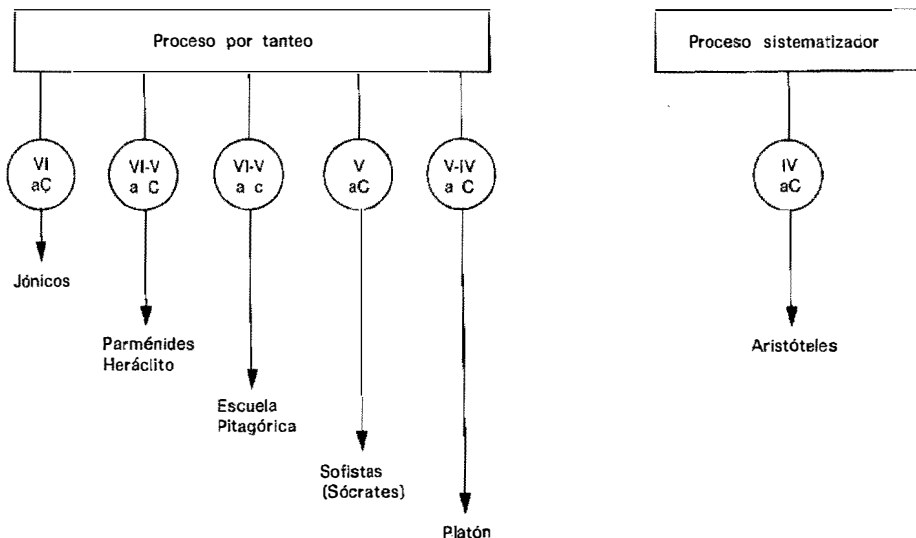 Proceso por tanteo
Proceso sistematizador
VI
aC
VI-V
a C
VI-V
a c
V
aC
V-IV
a C
IV
aC
Jónicos
Parménides
Heráclito
Aristóteles
Escuela
Pitagórica
Sofistas
(Sócrates)
Platón